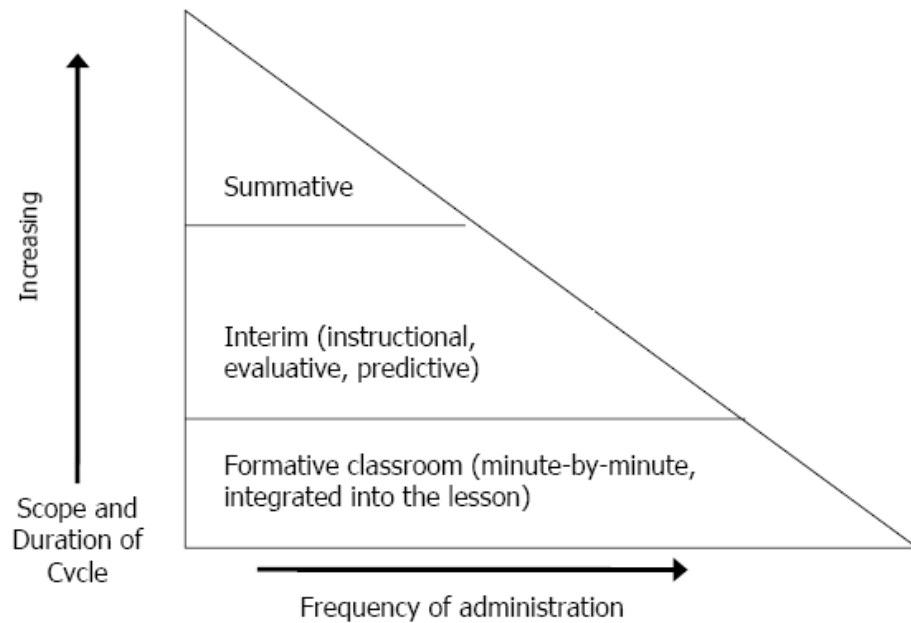 Increasing
Summative
Interim (instructional,
evaluative, predictive)
Formative classroom (minute-by-minute,
integrated into the lesson)
Scope and
Duration of
Cycle
Frequency of administration